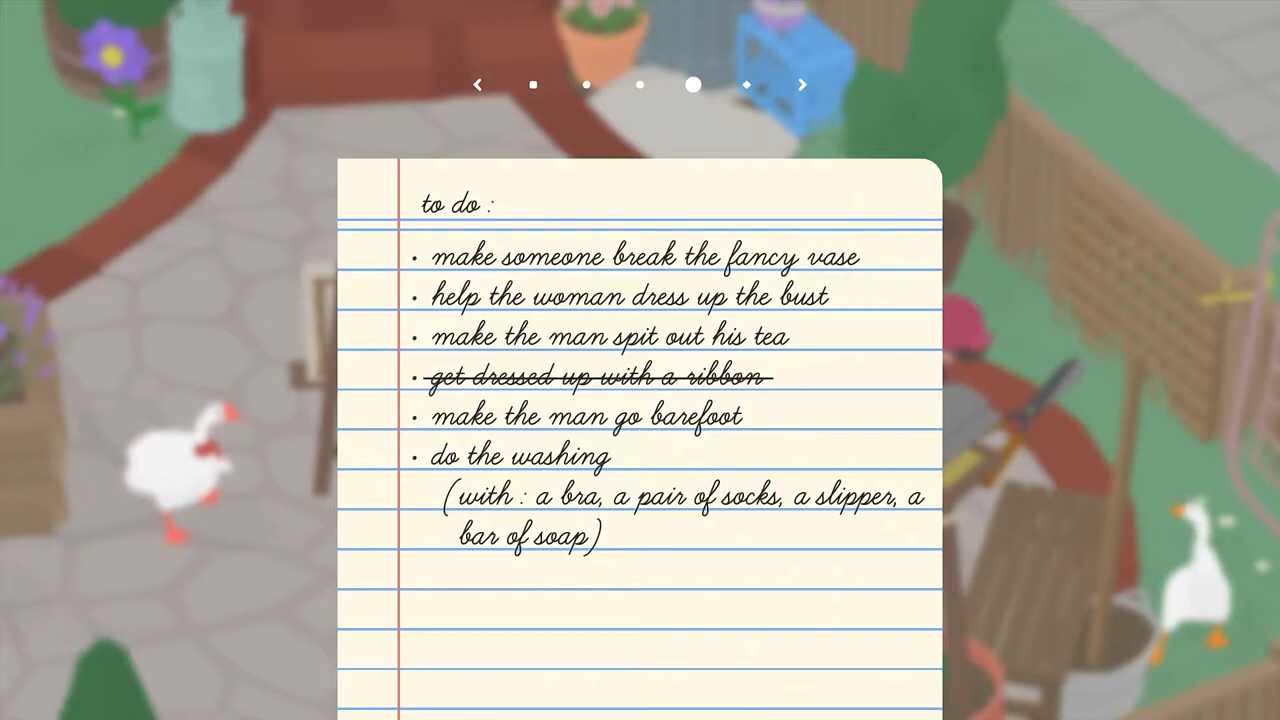 to do :
• make someone break the fancy vase
• help the woman dress up the bust
• make the man spit out his tea
• get dressed up with a ribbon
• make the man go barefoot
• do the washing
(with : a bra, a pair of socks, a slipper, a
bar of soap)